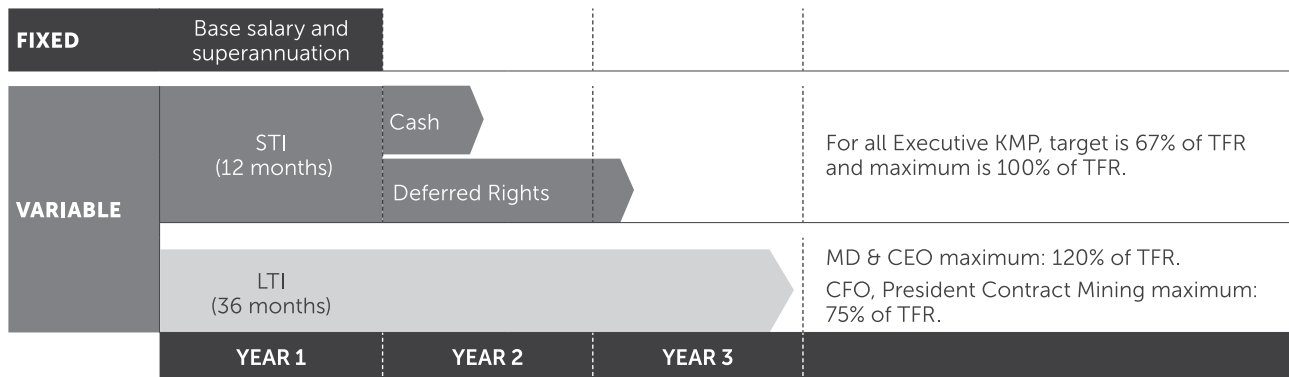 FIXED
Base salary and
superannuation
VARIABLE
STI
(12 months)
Cash
Deferred Rights
For all Executive KMP, target is 67% of TFR
and maximum is 100% of TFR.
LTI
(36 months)
MD & CEO maximum: 120% of TFR.
CFO, President Contract Mining maximum:
75% of TFR.
YEAR 1
YEAR 2
YEAR 3